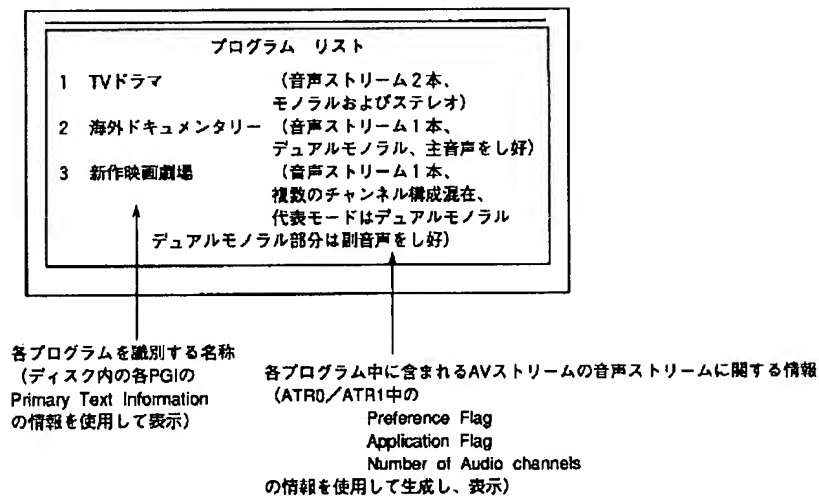 プログラム リスト
1 TVドラマ (音声ストリーム2本、
モノラルおよびステレオ)
2 海外ドキュメンタリー (音声ストリーム1本、
デュアルモノラル、主音声をし好)
3 新作映画劇場 (音声ストリーム1本、
複数のチャンネル構成混在、
代表モードはデュアルモノラル
デュアルモノラル部分は副音声をし好)
各プログラムを識別する名称
(ディスク内の各PGIの
Primary Text Information
の情報を使用して表示)
各プログラム中に含まれるAVストリームの音声ストリームに関する情報
(ATR0/ATR1中の
Preference Flag
Application Flag
Number of Audio channels
の情報を使用して生成し、表示)